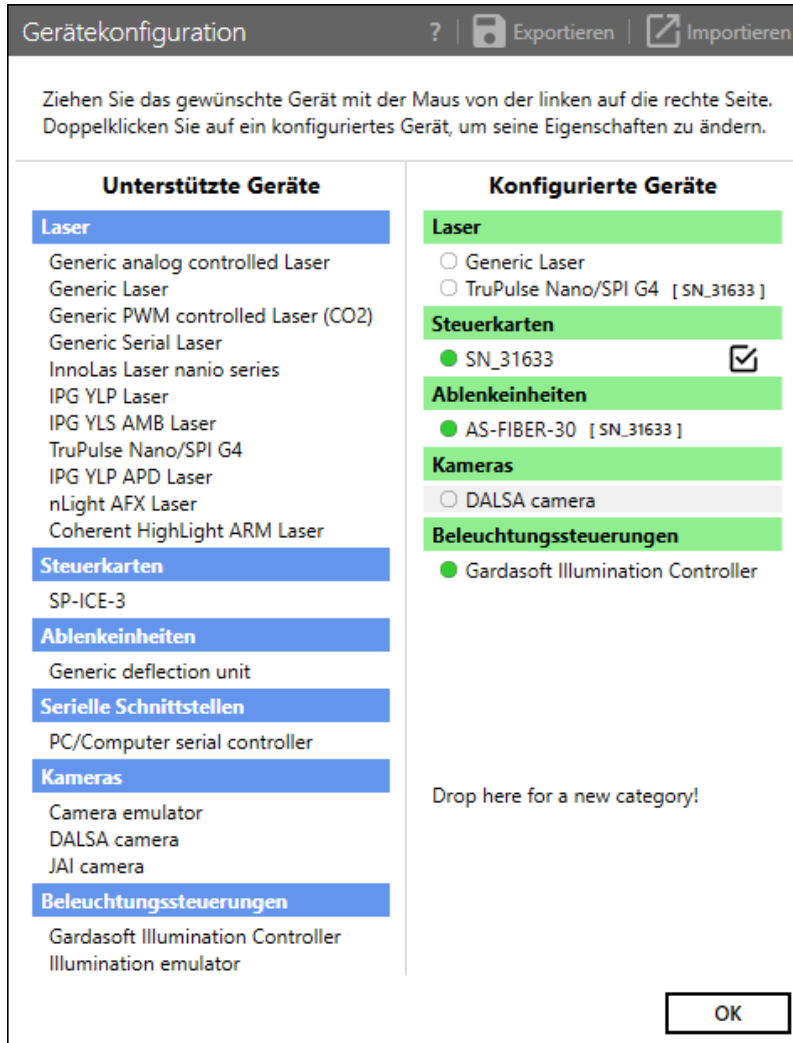 Gerätekonfiguration
? | Exportieren | Importieren
Ziehen Sie das gewünschte Gerät mit der Maus von der linken auf die rechte Seite.
Doppelklicken Sie auf ein konfiguriertes Gerät, um seine Eigenschaften zu ändern.
Unterstützte Geräte
Laser
Generic analog controlled Laser
Generic Laser
Generic PWM controlled Laser (CO2)
Generic Serial Laser
InnoLas Laser nanio series
IPG YLP Laser
IPG YLS AMB Laser
TruPulse Nano/SPI G4
IPG YLP APD Laser
nLight AFX Laser
Coherent HighLight ARM Laser
Steuerkarten
SP-ICE-3
Ablenkeinheiten
Generic deflection unit
Serielle Schnittstellen
PC/Computer serial controller
Kameras
Camera emulator
DALSA camera
JAI camera
Beleuchtungssteuerungen
Gardasoft Illumination Controller
Illumination emulator
Konfigurierte Geräte
Laser
Generic Laser
TruPulse Nano/SPI G4 [ SN_31633 ]
Steuerkarten
SN_31633
Ablenkeinheiten
AS-FIBER-30 [ SN_31633 ]
Kameras
DALSA camera
Beleuchtungssteuerungen
Gardasoft Illumination Controller
Drop here for a new category!
OK